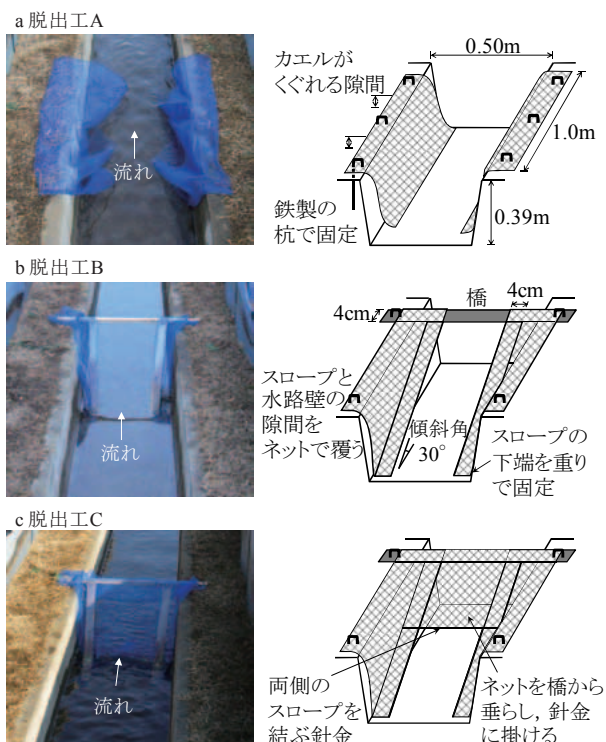 a 脱出工A
カエルが
くぐれる隙間
0.50m
1.0m
流れ
鉄製の
杭で固定
0.39m
b 脱出工B
橋
4cm
4cm
スロープと
水路壁の
隙間を
ネットで覆う
傾斜角
30°
スロープの
下端を重り
で固定
流れ
c 脱出工C
流れ
両側の
スロープを
結ぶ針金
ネットを橋から
垂らし，針金
に掛ける